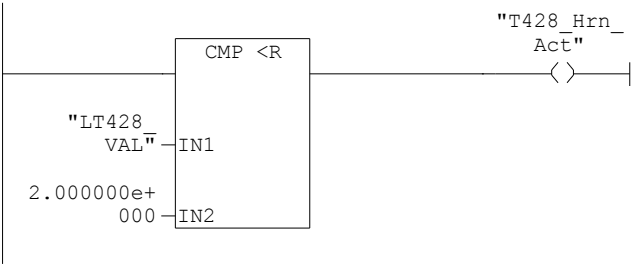 "T428_Hrn_
Act"
CMP <R
"LT428_
VAL"
IN1
2.000000e+
000
IN2